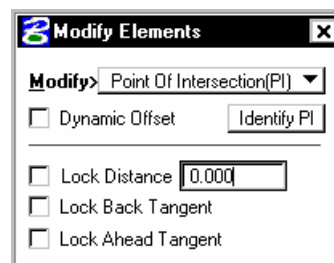 Modify Elements
Modify> Point Of Intersection(PI)
Dynamic Offset Identify PI
Lock Distance 0.000
Lock Back Tangent
Lock Ahead Tangent